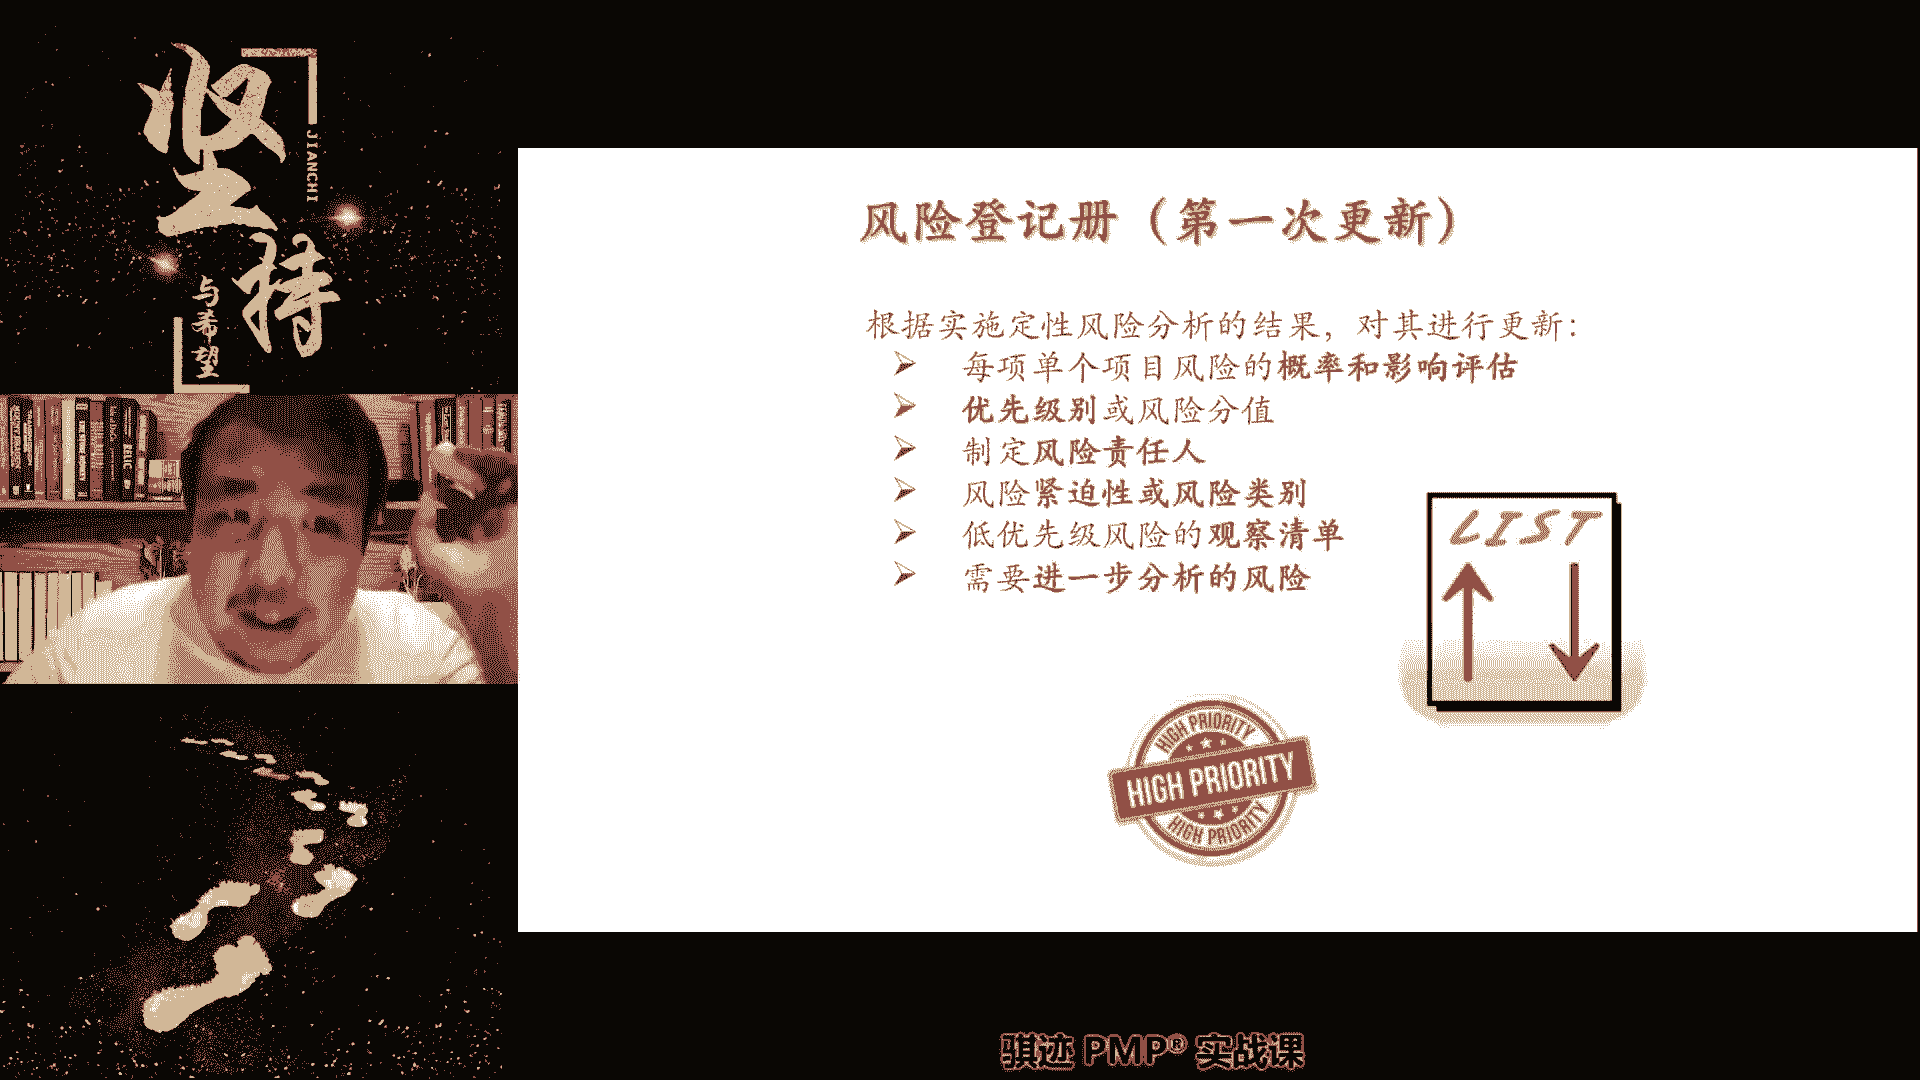 坚持
JIANCHI
与希望
风险登记册（第一次更新）
根据实施定性风险分析的结果，对其进行更新：
➢ 每项单个项目风险的概率和影响评估
➢ 优先级别或风险分值
➢ 制定风险责任人
➢ 风险紧迫性或风险类别
➢ 低优先级风险的观察清单
➢ 需要进一步分析的风险
LIST
HIGH PRIORITY
HIGH PRIORITY
HIGH PRIORITY
骐迹 PMP® 实战课